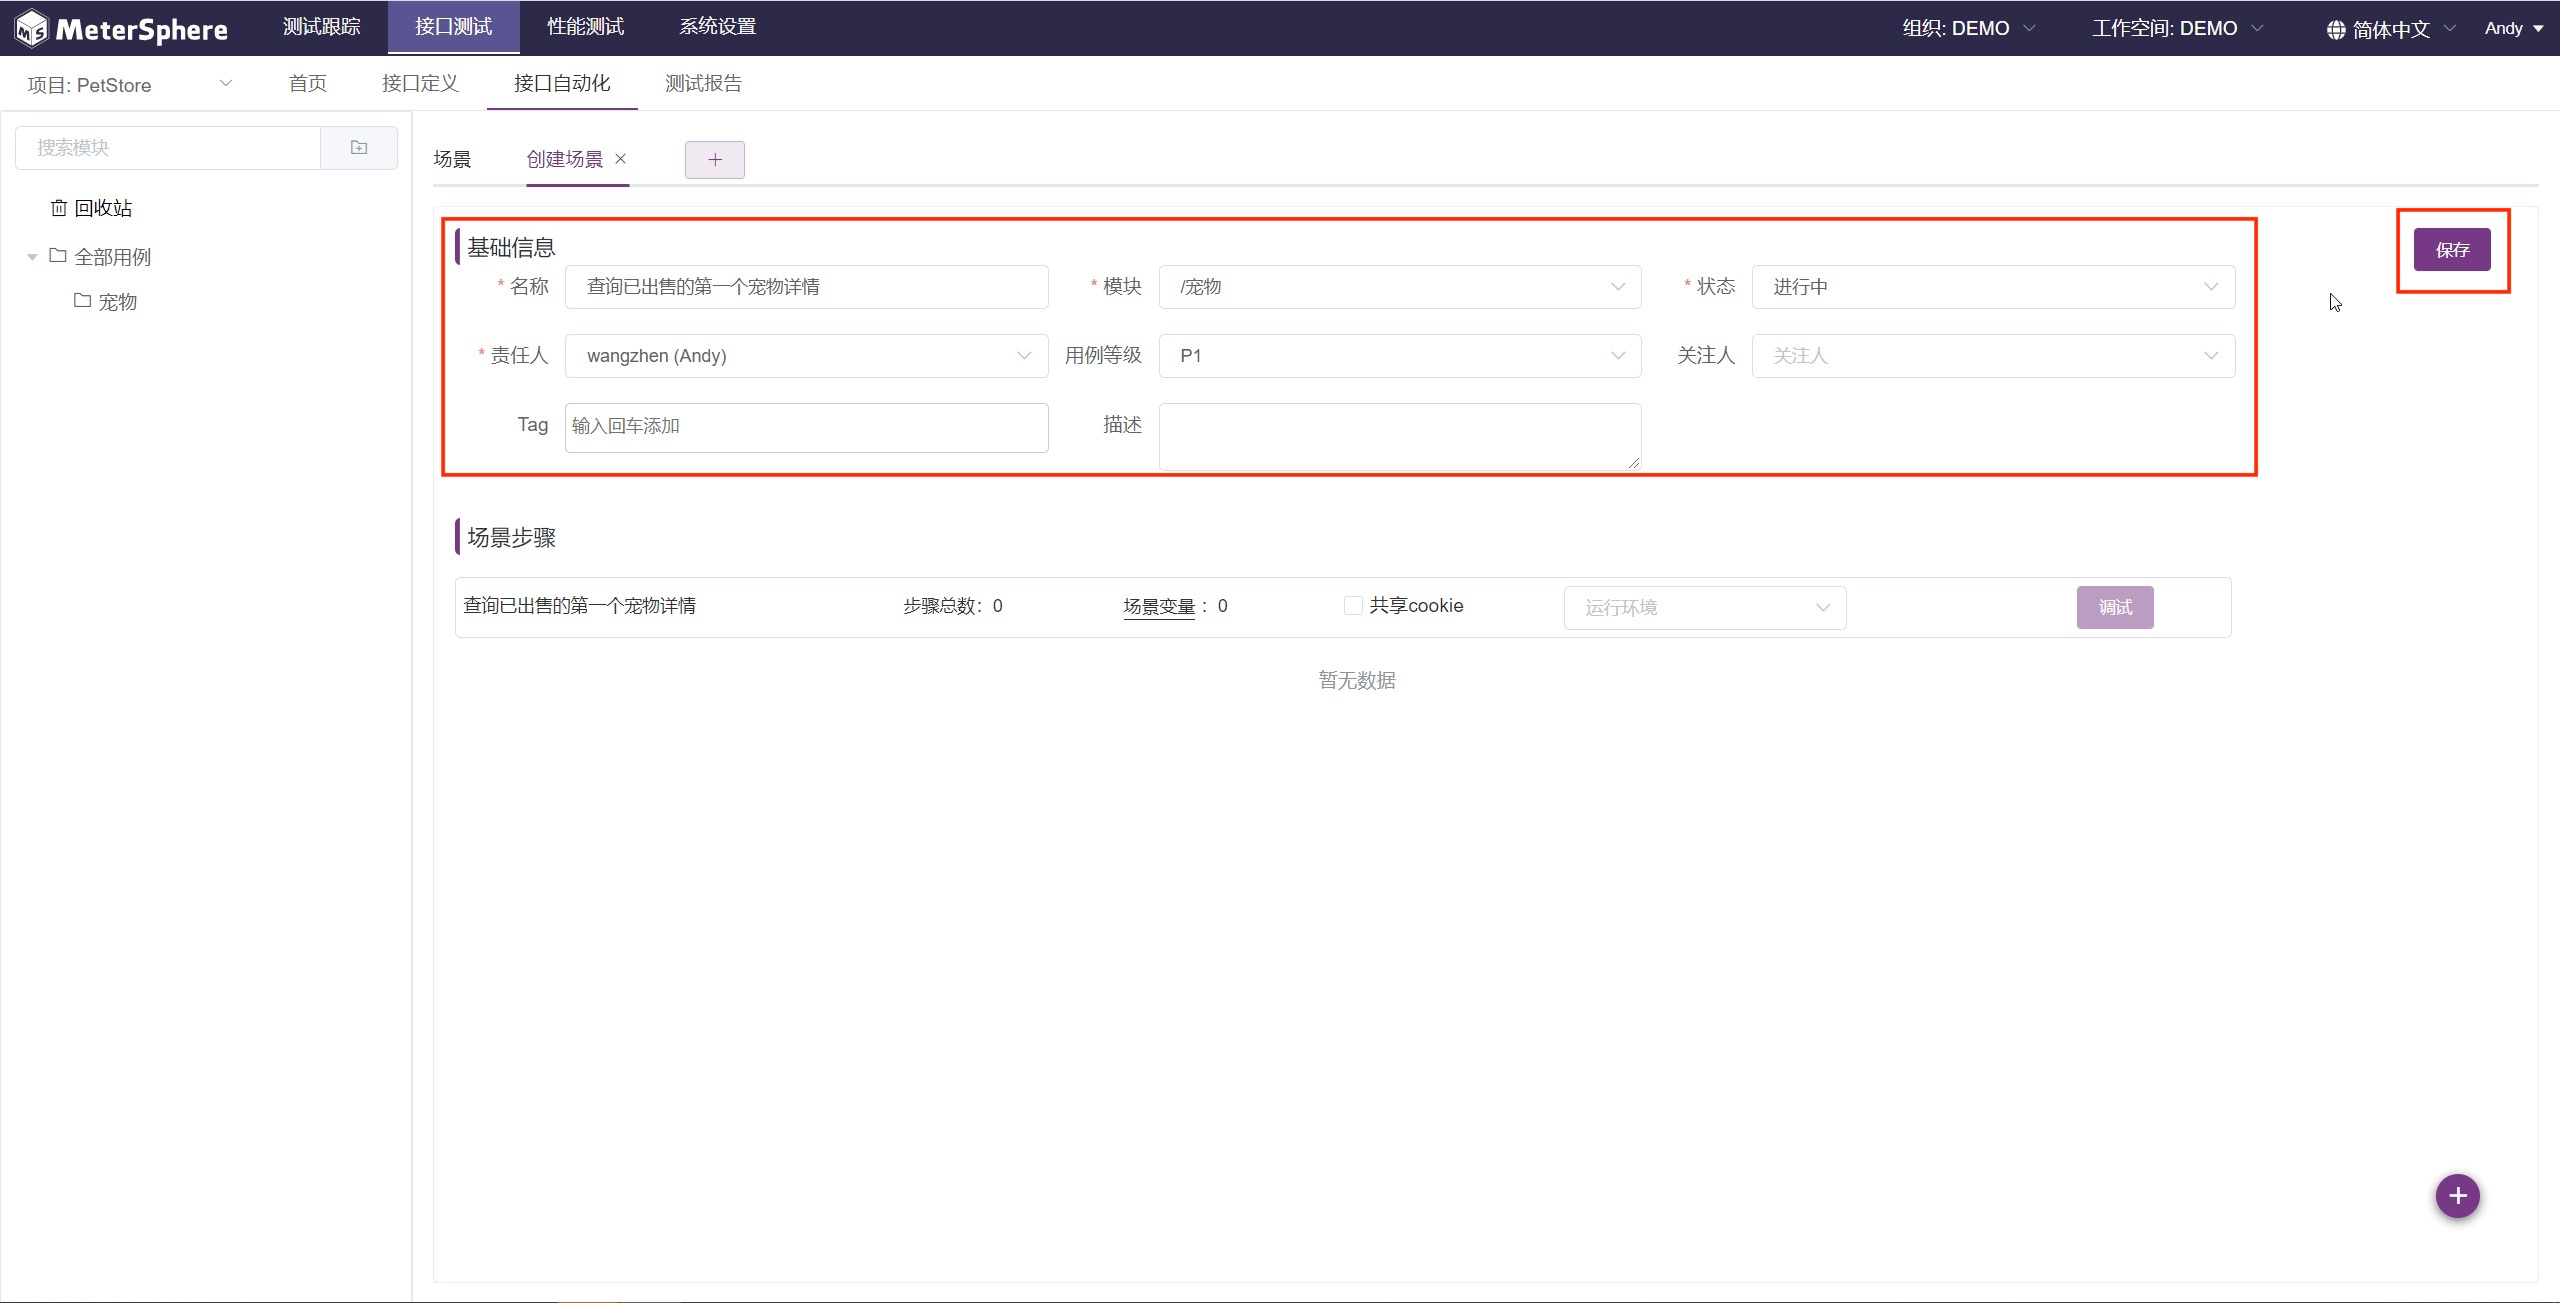 MeterSphere 测试跟踪 接口测试 性能测试 系统设置 组织: DEMO 工作空间: DEMO 简体中文 Andy
项目: PetStore 首页 接口定义 接口自动化 测试报告
搜索模块
回收站
全部用例
宠物
场景 创建场景
基础信息
保存
* 名称 查询已出售的第一个宠物详情 * 模块 /宠物 * 状态 进行中
* 责任人 wangzhen (Andy) 用例等级 P1 关注人 关注人
Tag 输入回车添加 描述
场景步骤
查询已出售的第一个宠物详情 步骤总数：0 场景变量：0 共享cookie 运行环境 调试
暂无数据